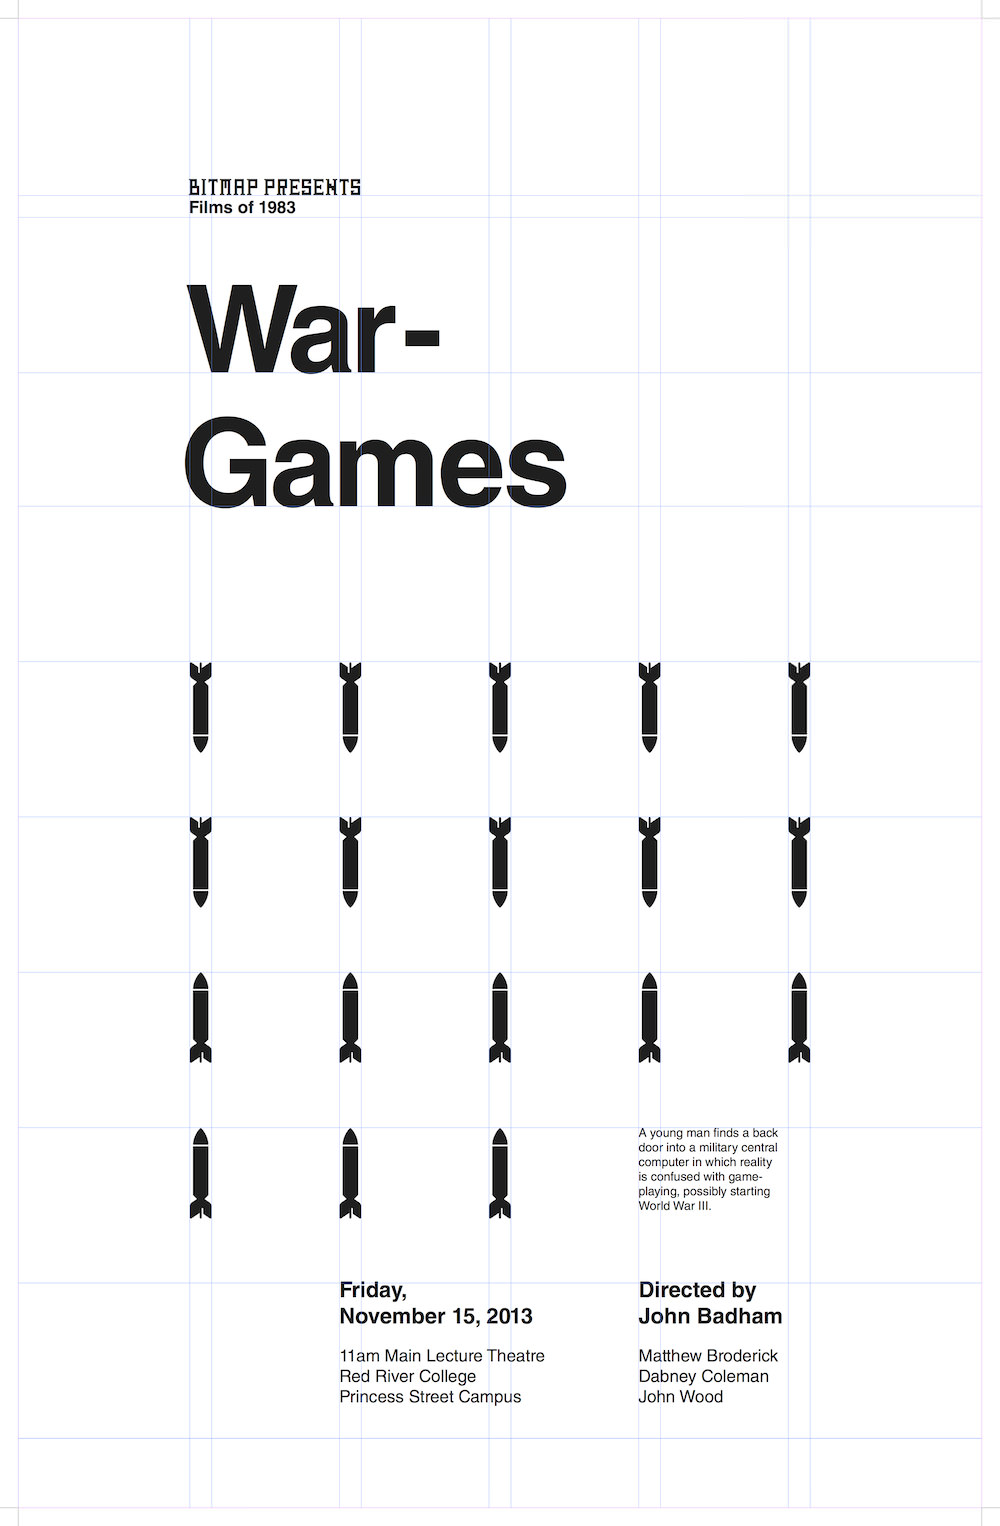 BITMAP PRESENTS
Films of 1983
War-
Games
A young man finds a back
door into a military central
computer in which reality
is confused with game-
playing, possibly starting
World War III.
Friday,
November 15, 2013
11am Main Lecture Theatre
Red River College
Princess Street Campus
Directed by
John Badham
Matthew Broderick
Dabney Coleman
John Wood